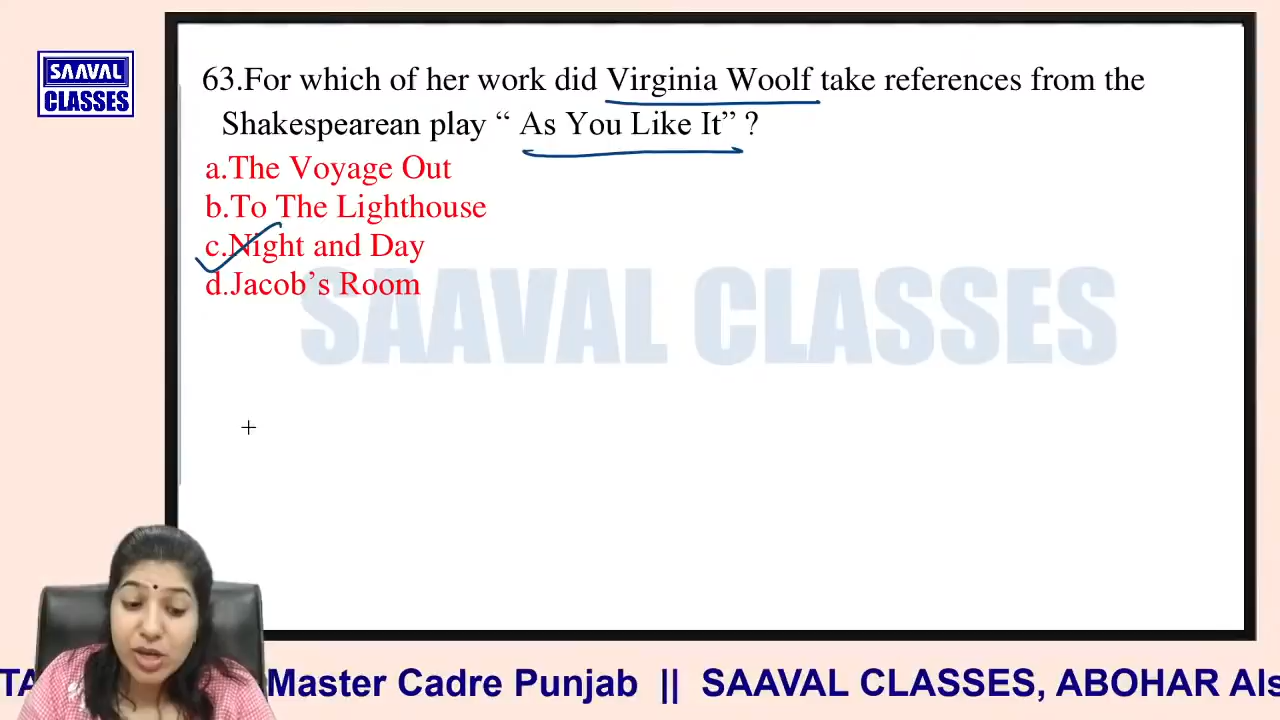 SAAVAL
CLASSES
63.For which of her work did Virginia Woolf take references from the
Shakespearean play “ As You Like It” ?
a.The Voyage Out
b.To The Lighthouse
c.Night and Day
d.Jacob’s Room
SAAVAL CLASSES
Master Cadre Punjab || SAAVAL CLASSES, ABOHAR Als